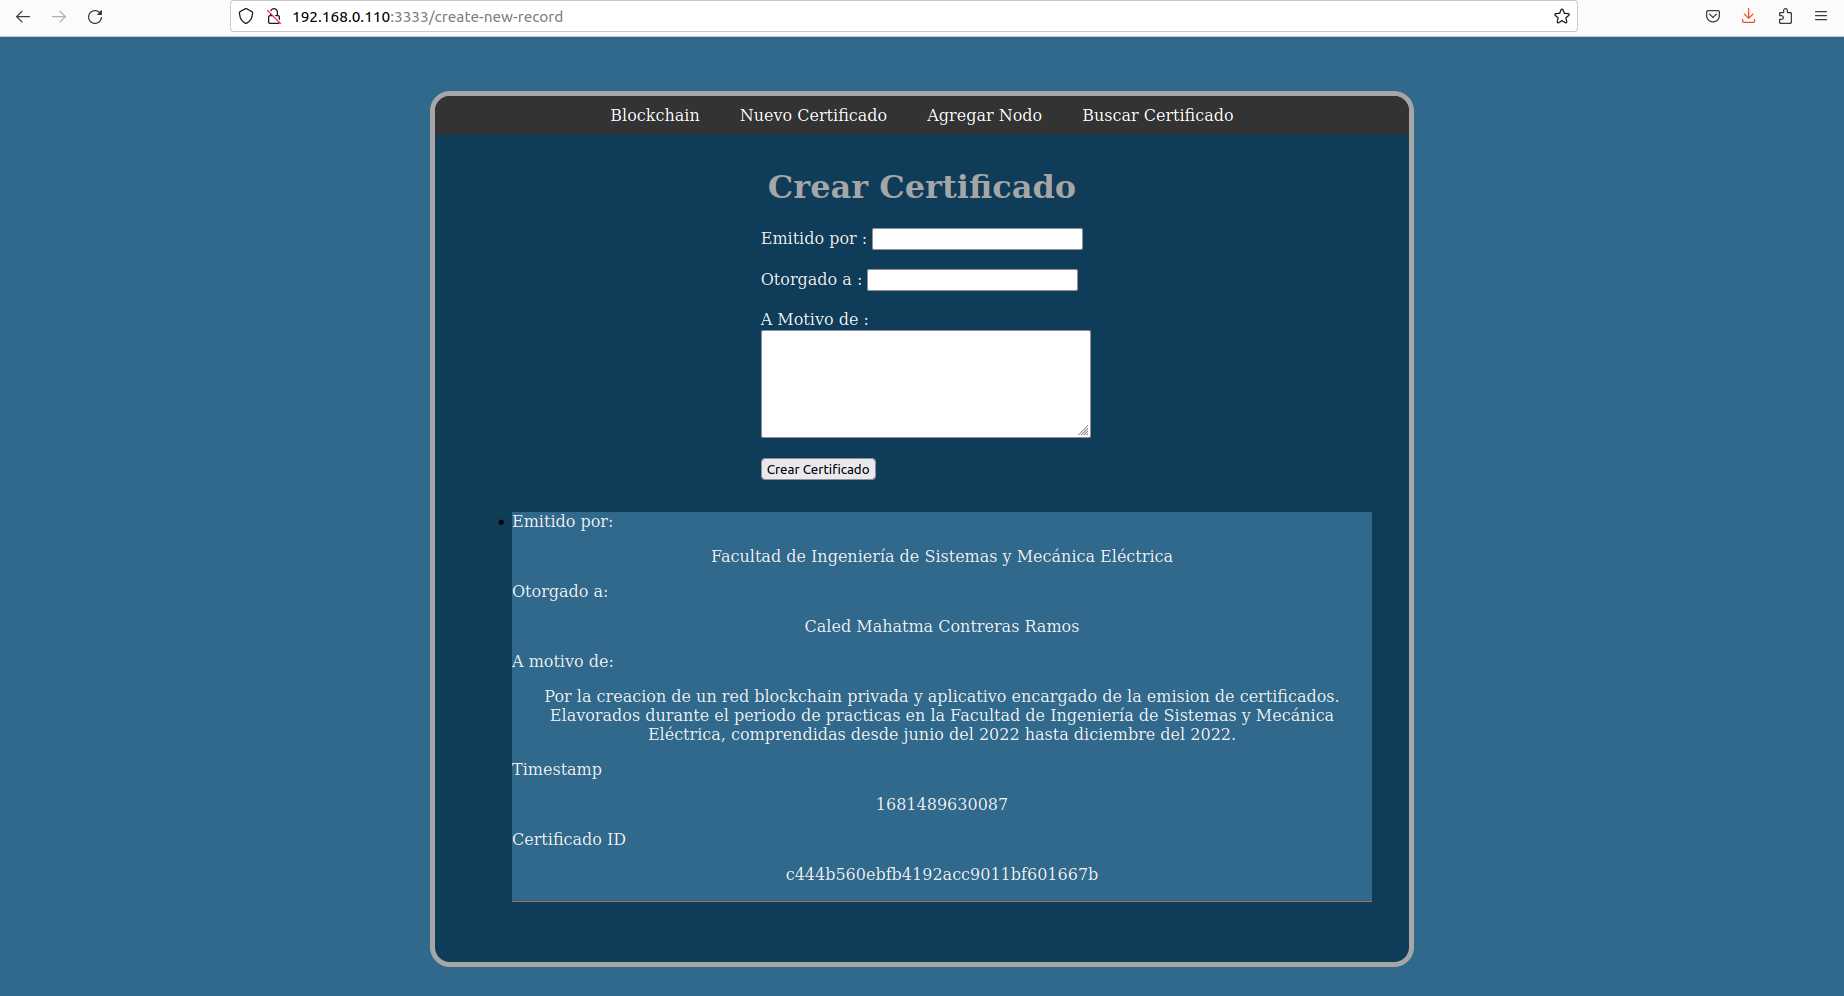 192.168.0.110:3333/create-new-record
Blockchain Nuevo Certificado Agregar Nodo Buscar Certificado
Crear Certificado
Emitido por :
Otorgado a :
A Motivo de :
Crear Certificado
Emitido por:
Facultad de Ingeniería de Sistemas y Mecánica Eléctrica
Otorgado a:
Caled Mahatma Contreras Ramos
A motivo de:
Por la creacion de un red blockchain privada y aplicativo encargado de la emision de certificados.
Elavorados durante el periodo de practicas en la Facultad de Ingeniería de Sistemas y Mecánica
Eléctrica, comprendidas desde junio del 2022 hasta diciembre del 2022.
Timestamp
1681489630087
Certificado ID
c444b560ebfb4192acc9011bf601667b